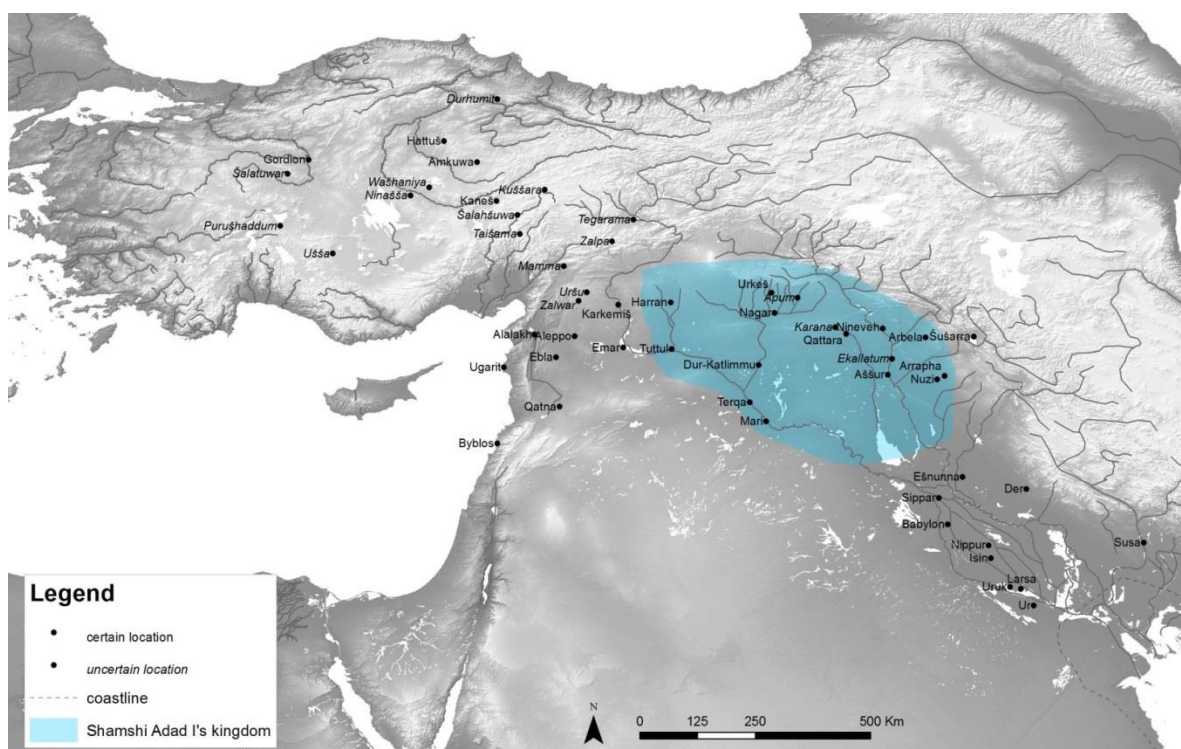 Durhumit
Hattuš
Gordion
Amkuwa
Šalatuwar
Wašhaniya
Ninašša
Kuššara
Kaneš
Šalahšuwa
Purušhaddum
Tegarama
Taišama
Zalpa
Ušša
Mamma
Uršu
Zalwar
Karkemiš
Harran
Urkeš
Apum
Nagar
Karana
Nineveh
Qattara
Arbela
Šušarra
Alalakh
Aleppo
Emar
Tuttul
Ebla
Ekallatum
Ugarit
Dur-Katlimmu
Aššur
Arrapha
Nuzi
Qatna
Terqa
Mari
Byblos
Ešnunna
Der
Sippar
Babylon
Nippur
Susa
Isin
Uruk
Larsa
Ur
Legend
certain location
uncertain location
coastline
Shamshi Adad I's kingdom
N
0 125 250 500 Km